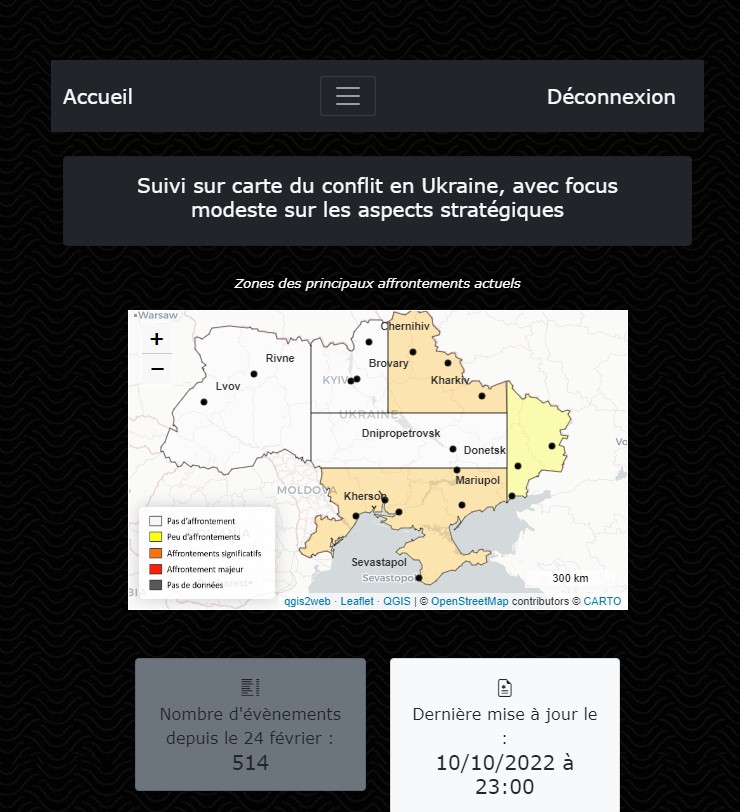 Accueil
Déconnexion
Suivi sur carte du conflit en Ukraine, avec focus
modeste sur les aspects stratégiques
Zones des principaux affrontements actuels
Warsaw
+
−
Chernihiv
Rivne
Brovary
KYIV
Kharkiv
Lvov
UKRAINE
Dnipropetrovsk
Donetsk
Mariupol
MOLDOVA
Kherson
Pas d'affrontement
Peu d'affrontements
Affrontements significatifs
Affrontement majeur
Pas de données
Sevastapol
Sevastopol
300 km
qgis2web · Leaflet · QGIS | © OpenStreetMap contributors © CARTO
Nombre d'évènements
depuis le 24 février :
514
Dernière mise à jour le
:
10/10/2022 à
23:00